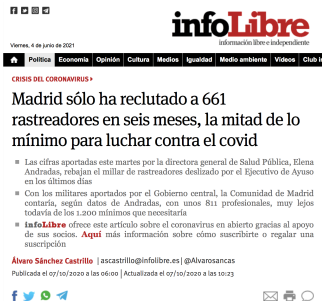 infoLibre
información libre e independiente
Viernes, 4 de junio de 2021
Política Economía Opinión Cultura Medios Igualdad Medio ambiente Vídeos Club in
CRISIS DEL CORONAVIRUS
Madrid sólo ha reclutado a 661
rastreadores en seis meses, la mitad de lo
mínimo para luchar contra el covid
Las cifras aportadas este martes por la directora general de Salud Pública, Elena
Andradas, rebajan el millar de rastreadores deslizado por el Ejecutivo de Ayuso
en los últimos días
Con los militares aportados por el Gobierno central, la Comunidad de Madrid
contaría, según datos de Andradas, con unos 811 profesionales, muy lejos
todavía de los 1.200 mínimos que necesitaría
infoLibre ofrece este artículo sobre el coronavirus en abierto gracias al apoyo
de sus socios. Aquí más información sobre cómo suscribirte o regalar una
suscripción
Álvaro Sánchez Castrillo | ascastrillo@infolibre.es @Alvarosancas
Publicada el 07/10/2020 a las 06:00 | Actualizada el 07/10/2020 a las 10:23